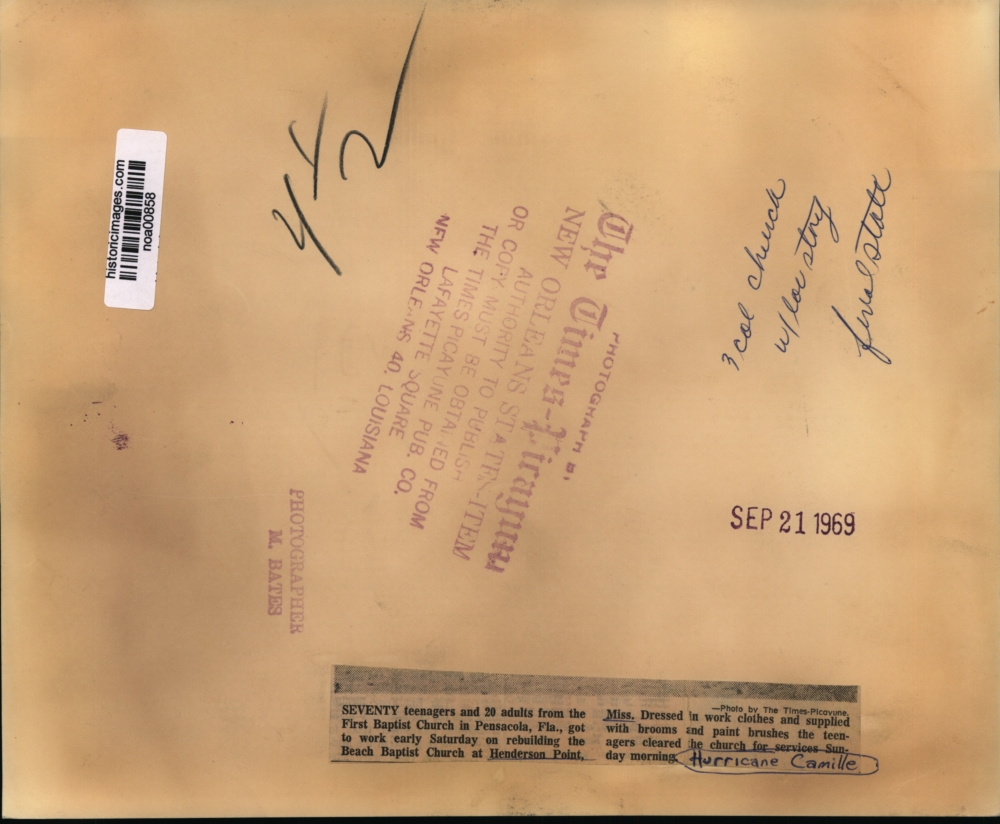 historicimages.com
noa00858
4
2
3 col chuck
w/loc story
final state
PHOTOGRAPH B
The Times-Picayune
NEW ORLEANS STATES-ITEM
AUTHORITY TO PUBLISH
OR COPY MUST BE OBTAINED FROM
THE TIMES PICAYUNE PUB. CO.
LAFAYETTE SQUARE
NEW ORLEANS 40, LOUISIANA
SEP 21 1969
PHOTOGRAPHER
M. BATES
SEVENTY teenagers and 20 adults from the
First Baptist Church in Pensacola, Fla., got
to work early Saturday on rebuilding the
Beach Baptist Church at Henderson Point,
—Photo by The Times-Picayune.
Miss. Dressed in work clothes and supplied
with brooms and paint brushes the teen-
agers cleared the church for services Sun-
day morning.
Hurricane Camille